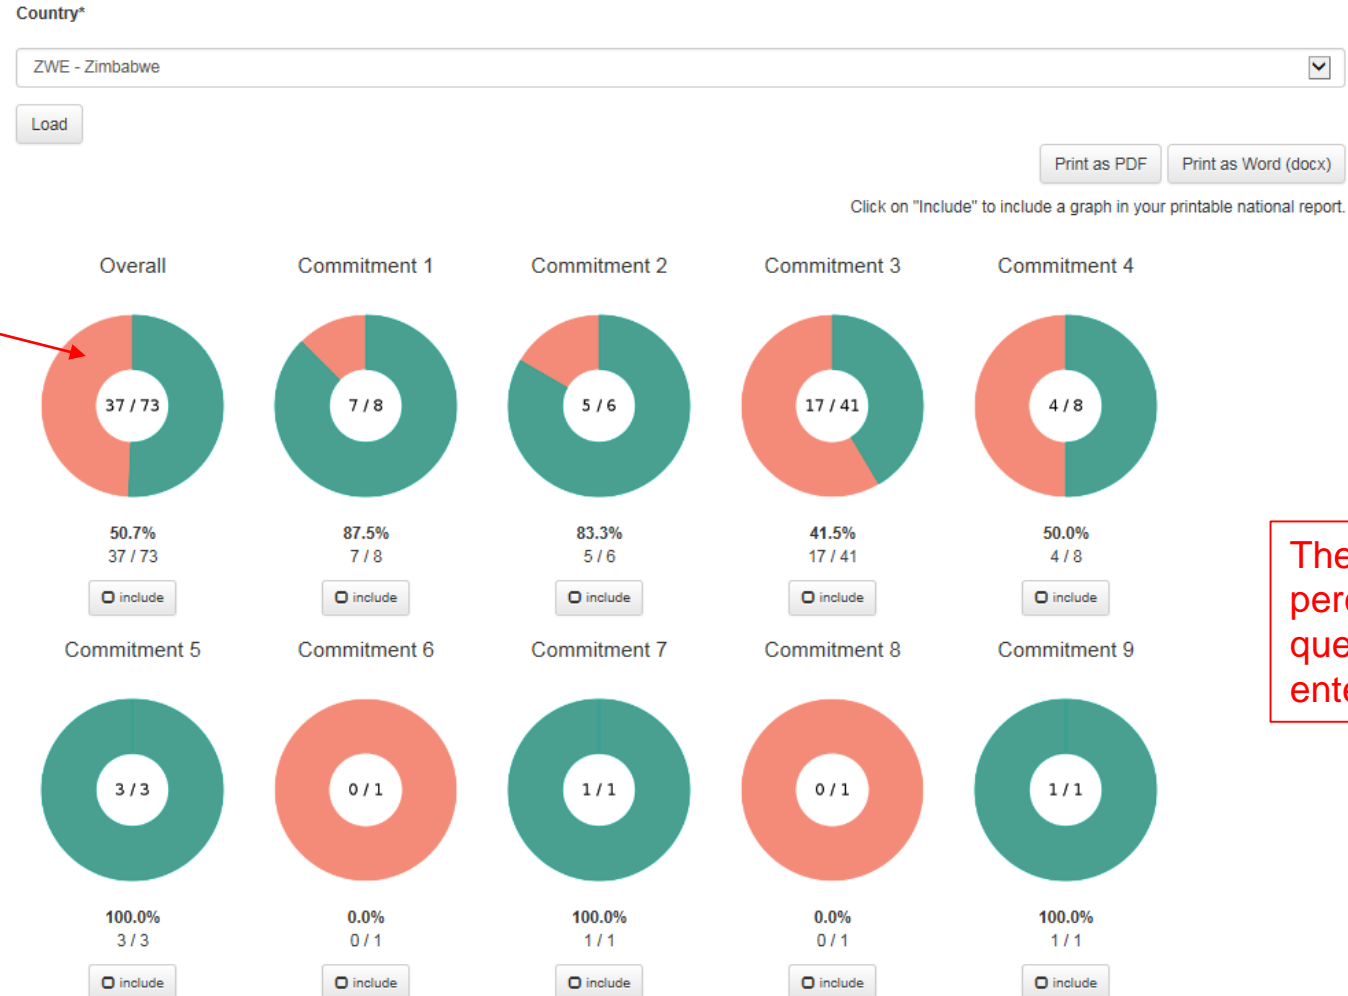 Country*
ZWE - Zimbabwe
Load
Print as PDF Print as Word (docx)
Click on "Include" to include a graph in your printable national report.
Overall Commitment 1 Commitment 2 Commitment 3 Commitment 4
37 / 73 7 / 8 5 / 6 17 / 41 4 / 8
50.7% 87.5% 83.3% 41.5% 50.0%
37 / 73 7 / 8 5 / 6 17 / 41 4 / 8
include include include include include
Commitment 5 Commitment 6 Commitment 7 Commitment 8 Commitment 9
3 / 3 0 / 1 1 / 1 0 / 1 1 / 1
100.0% 0.0% 100.0% 0.0% 100.0%
3 / 3 0 / 1 1 / 1 0 / 1 1 / 1
include include include include include
The